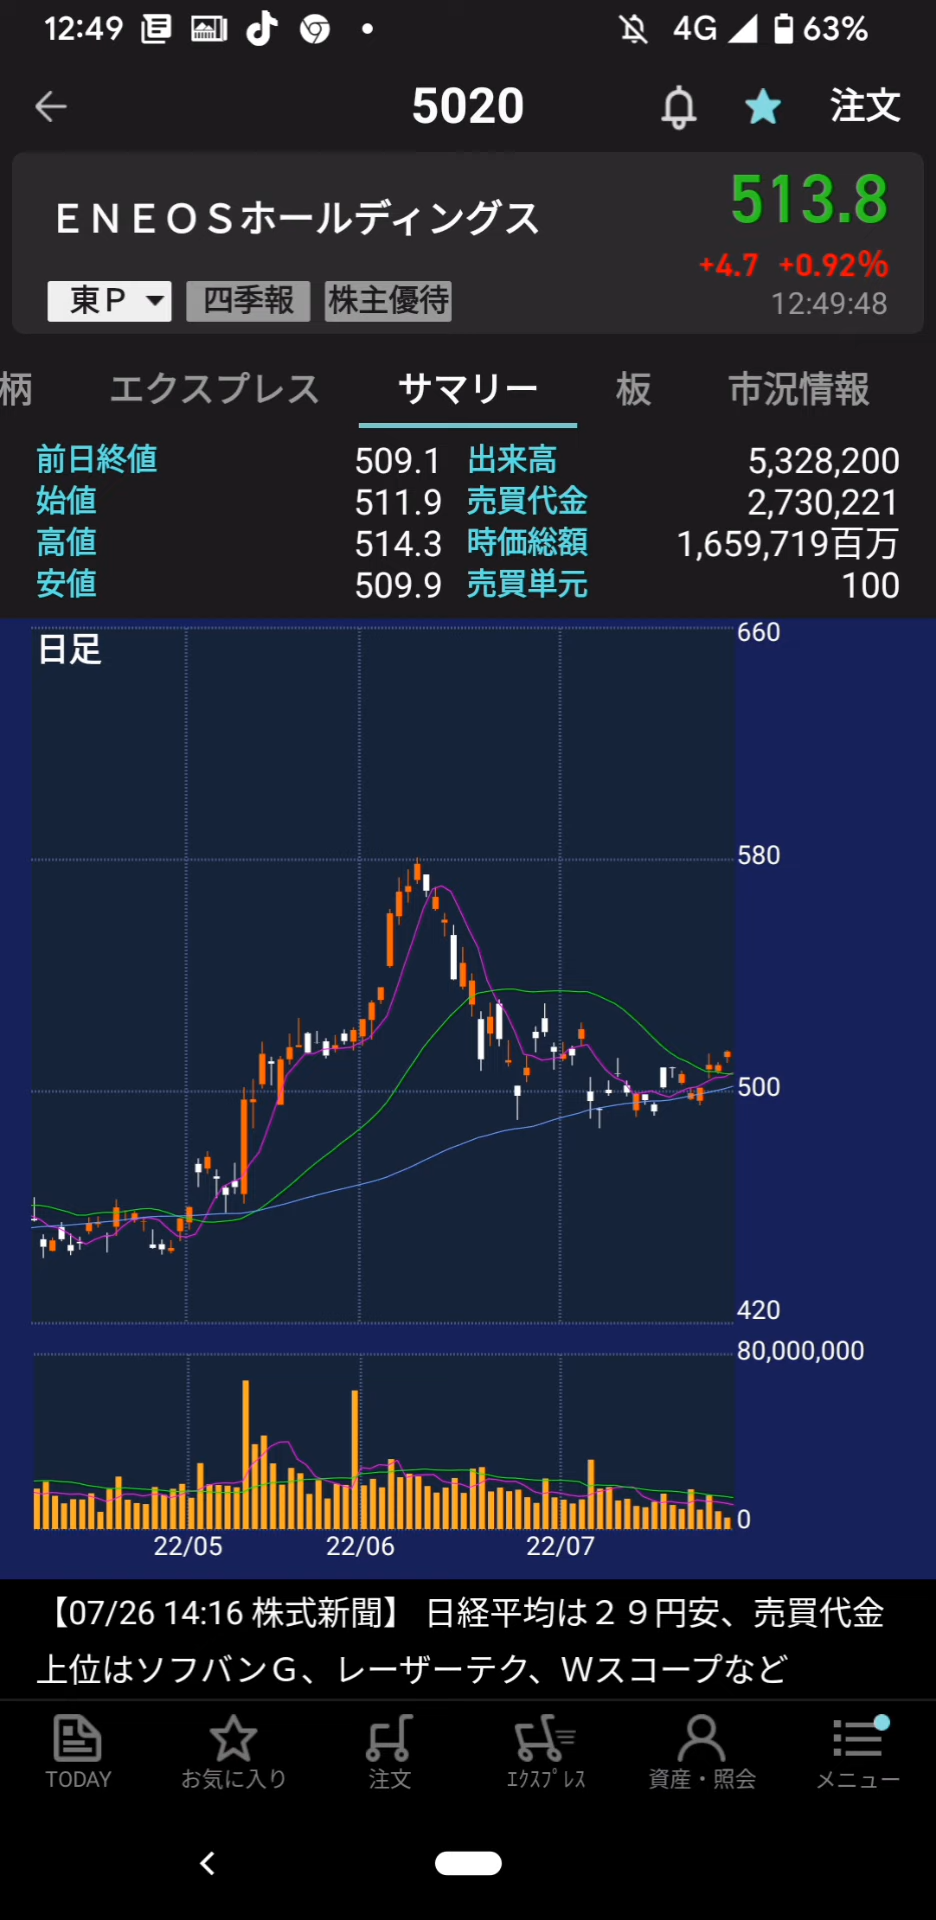 12:49 4G 63%
5020 注文
ＥＮＥＯＳホールディングス 513.8
+4.7 +0.92%
東Ｐ 四季報 株主優待 12:49:48
柄 エクスプレス サマリー 板 市況情報
前日終値 509.1 出来高 5,328,200
始値 511.9 売買代金 2,730,221
高値 514.3 時価総額 1,659,719百万
安値 509.9 売買単元 100
日足
660
580
500
420
80,000,000
0
22/05 22/06 22/07
【07/26 14:16 株式新聞】 日経平均は２９円安、売買代金
上位はソフバンＧ、レーザーテク、Ｗスコープなど
TODAY お気に入り 注文 ｴｸｽﾌﾟﾚｽ 資産・照会 メニュー